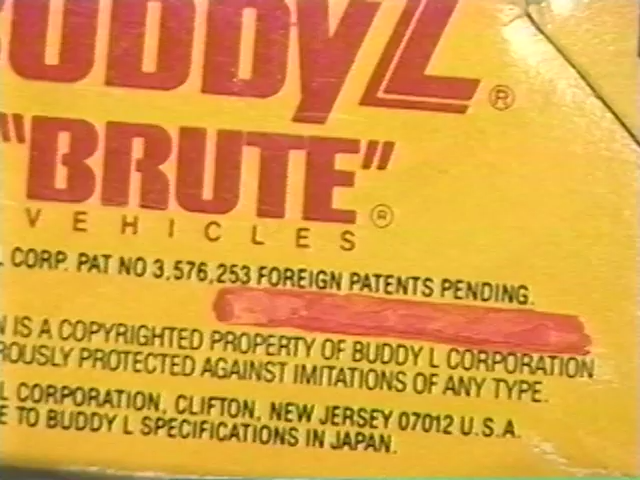 BUDDY L®
"BRUTE"®
VEHICLES
CORP. PAT NO 3,576,253 FOREIGN PATENTS PENDING.
IS A COPYRIGHTED PROPERTY OF BUDDY L CORPORATION
ROUSLY PROTECTED AGAINST IMITATIONS OF ANY TYPE.
L CORPORATION, CLIFTON, NEW JERSEY 07012 U.S.A.
E TO BUDDY L SPECIFICATIONS IN JAPAN.